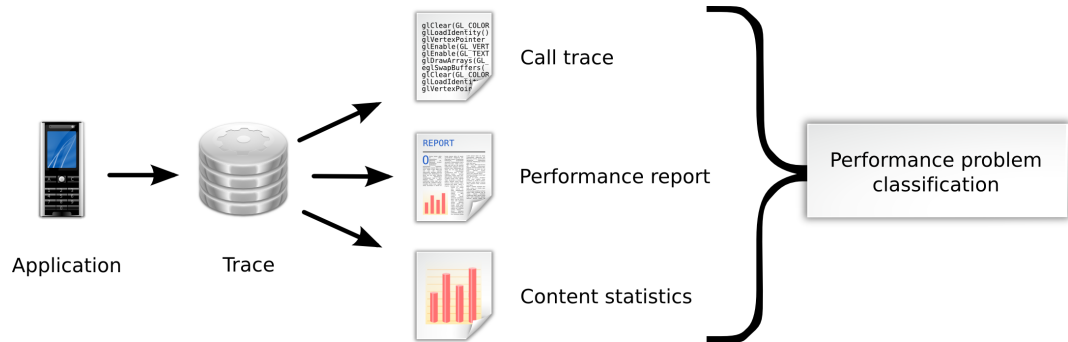 glClear(GL_COLOR
glLoadIdentity()
glVertexPointer
glEnable(GL_VERT
glEnable(GL_TEXT
glDrawArrays(GL_
eglSwapBuffers(
glClear(GL_COLOR
glLoadIdentit
glVertexPoin
Call trace
REPORT
Performance report
Performance problem
classification
Application
Trace
Content statistics